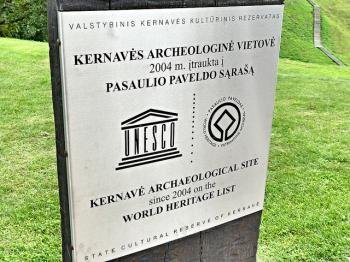 VALSTYBINIS KERNAVĖS KULTŪRINIS REZERVATAS
KERNAVĖS ARCHEOLOGINĖ VIETOVĖ
2004 m. įtraukta į
PASAULIO PAVELDO SĄRAŠĄ
UNESCO
KERNAVĖ ARCHAEOLOGICAL SITE
since 2004 on the
WORLD HERITAGE LIST
STATE CULTURAL RESERVE OF KERNAVĖ